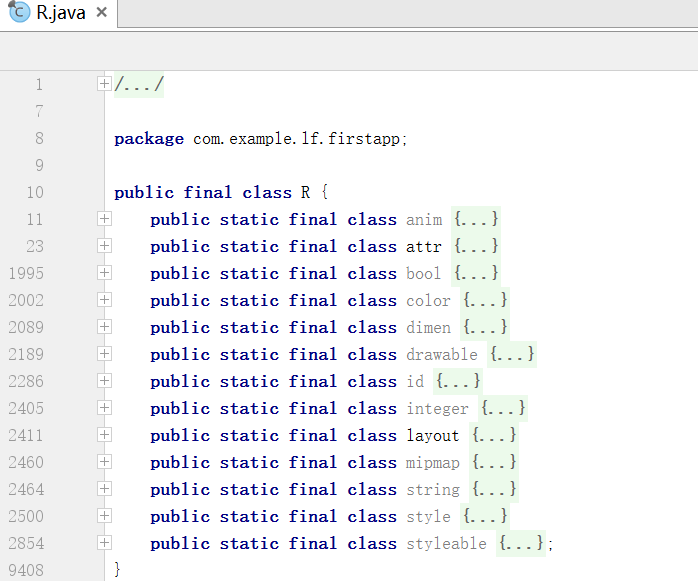 R.java
1 /.../
7
8 package com.example.lf.firstapp;
9
10 public final class R {
11 public static final class anim {...}
23 public static final class attr {...}
1995 public static final class bool {...}
2002 public static final class color {...}
2089 public static final class dimen {...}
2189 public static final class drawable {...}
2286 public static final class id {...}
2405 public static final class integer {...}
2411 public static final class layout {...}
2460 public static final class mipmap {...}
2464 public static final class string {...}
2500 public static final class style {...}
2854 public static final class styleable {...};
9408 }